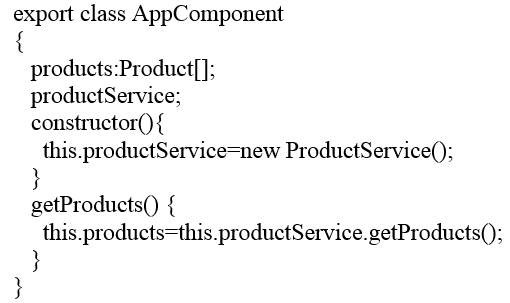 export class AppComponent
{
products:Product[];
productService;
constructor(){
this.productService=new ProductService();
}
getProducts() {
this.products=this.productService.getProducts();
}
}